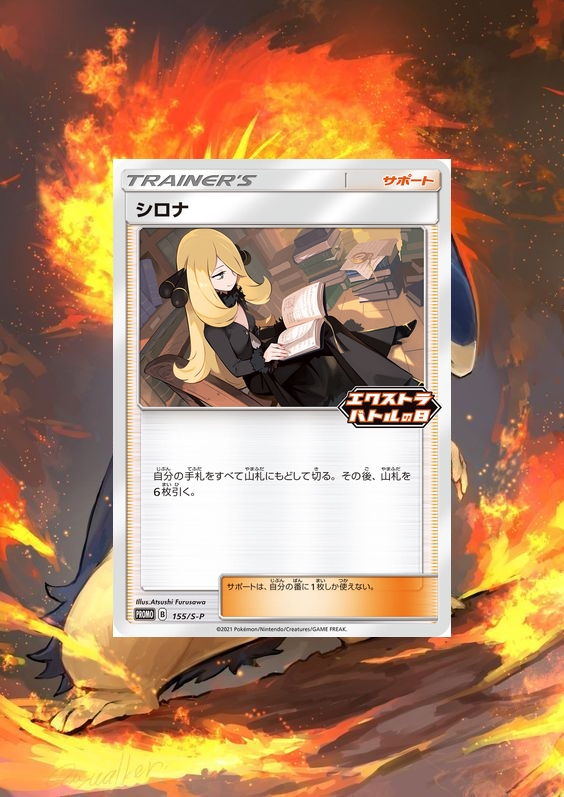 TRAINER'S
サポート
シロナ
エクストラ
バトルの日
自分の手札をすべて山札にもどして切る。その後、山札を
6枚引く。
サポートは、自分の番に1枚しか使えない。
Illus.Atsushi Furusawa
PROMO B 155/S-P
©2021 Pokémon/Nintendo/Creatures/GAME FREAK.